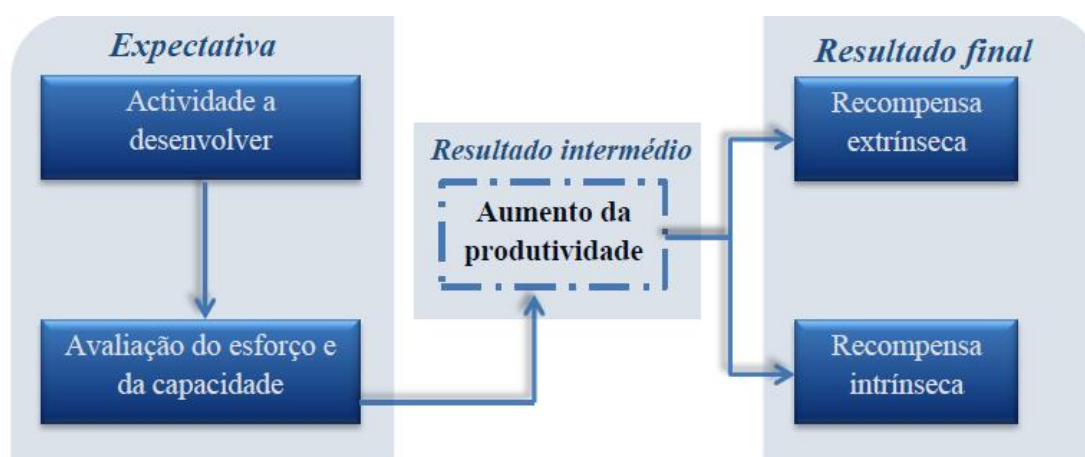 Expectativa
Actividade a
desenvolver
Avaliação do esforço e
da capacidade
Resultado intermédio
Aumento da
produtividade
Resultado final
Recompensa
extrínseca
Recompensa
intrínseca